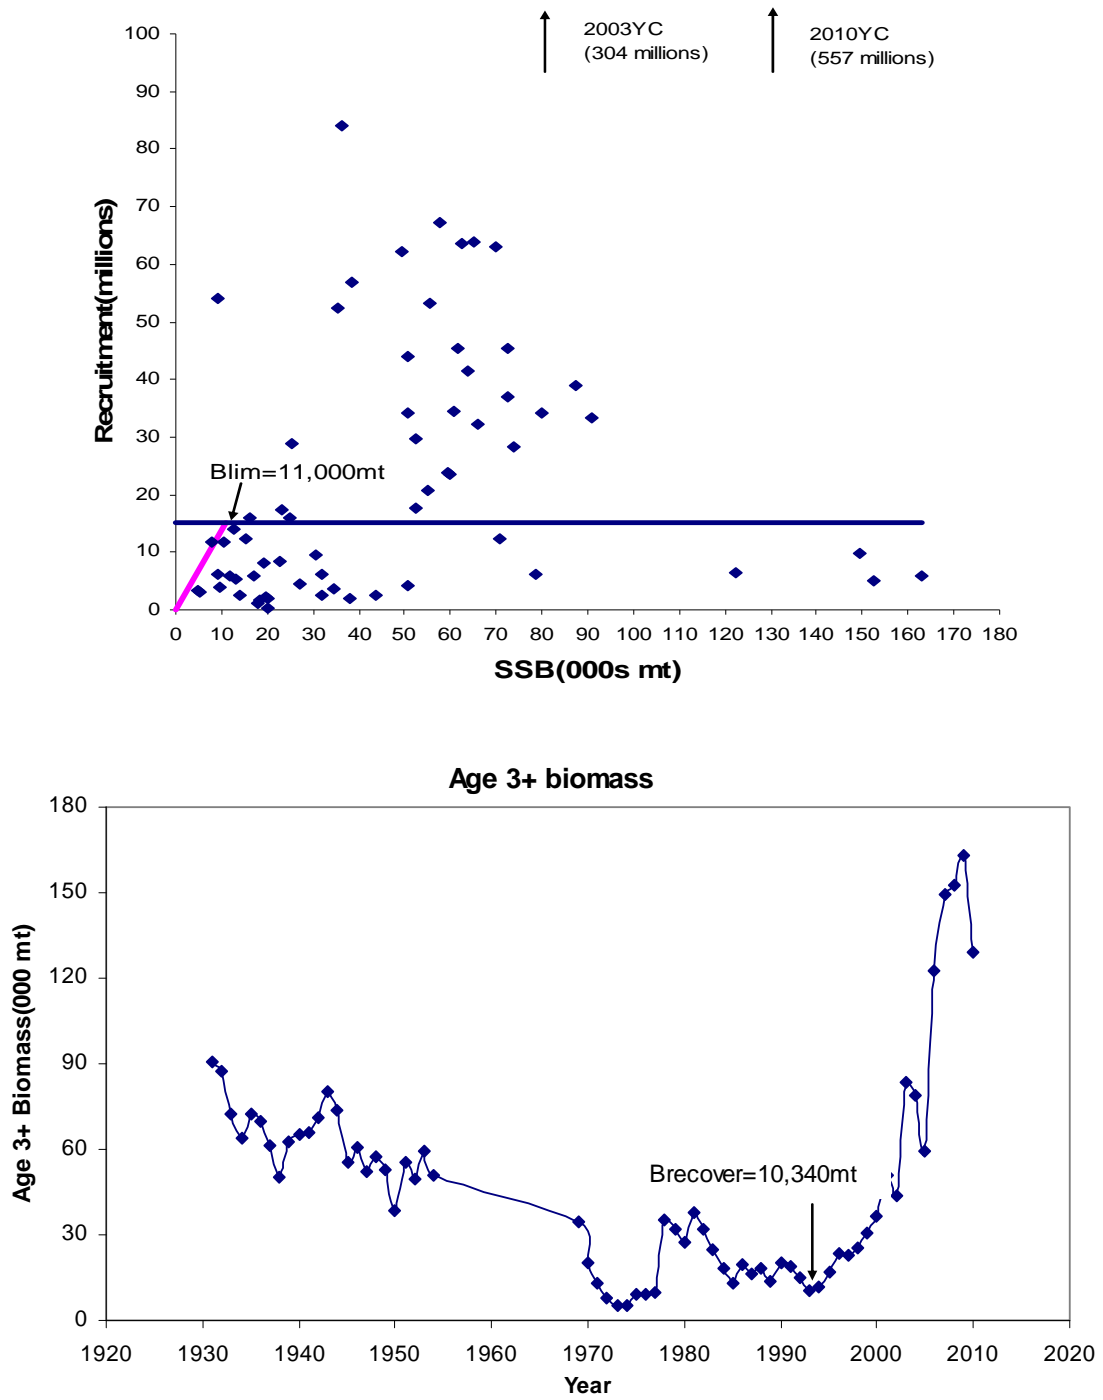 2003YC
(304 millions)
2010YC
(557 millions)
100
90
80
70
60
50
40
30
20
10
0
Recruitment(millions)
Blim=11,000mt
0 10 20 30 40 50 60 70 80 90 100 110 120 130 140 150 160 170 180
SSB(000s mt)
Age 3+ biomass
180
150
120
90
60
30
0
Age 3+ Biomass(000 mt)
Brecover=10,340mt
1920 1930 1940 1950 1960 1970 1980 1990 2000 2010 2020
Year